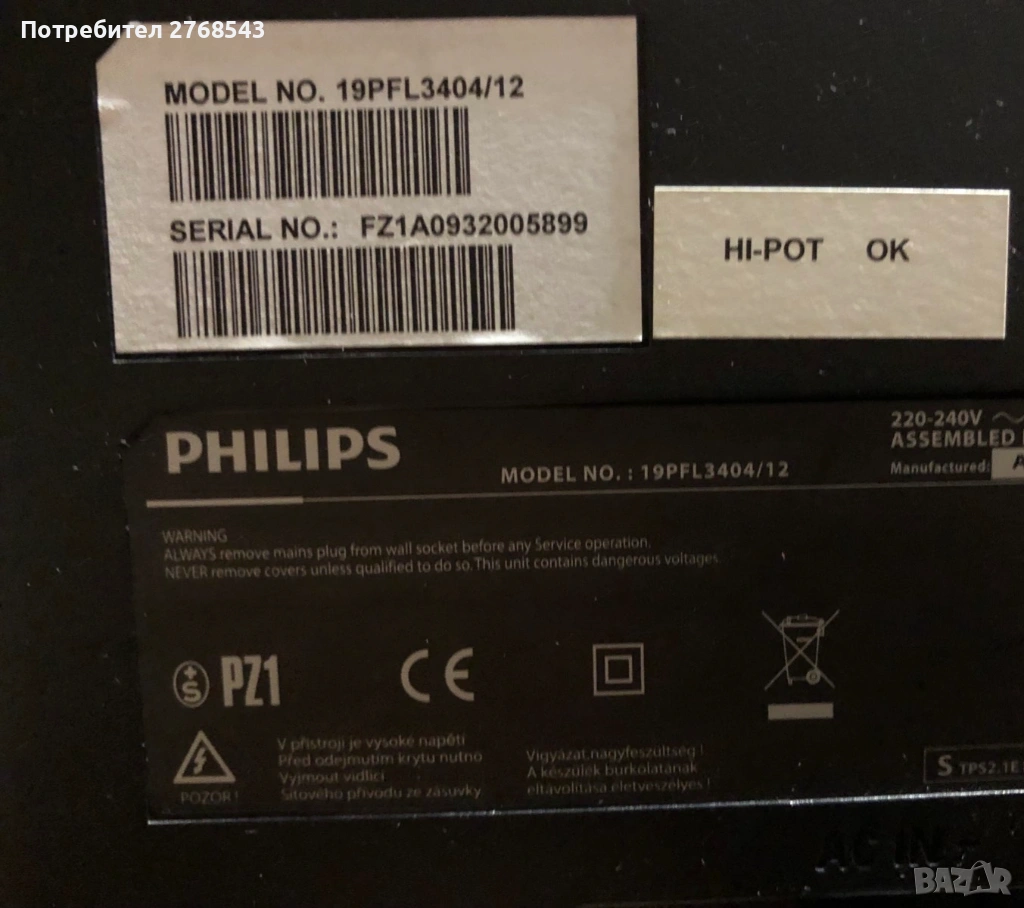 Потребител 2768543
MODEL NO. 19PFL3404/12
SERIAL NO.: FZ1A0932005899
HI-POT OK
PHILIPS
MODEL NO. : 19PFL3404/12
220-240V ~
ASSEMBLED
Manufactured:
WARNING
ALWAYS remove mains plug from wall socket before any Service operation.
NEVER remove covers unless qualified to do so. This unit contains dangerous voltages
+S PZ1
CE
POZOR!
V přístroji je vysoké napětí
Před odejmutím krytu nutno
Vyjmout vidlici
Síťového přívodu ze zásuvky
Vigyázat nagyfeszültség!
A készülék burkolatának
eltávolítása életveszélyes!
S TPS2.1E
AC IN
BAZAR